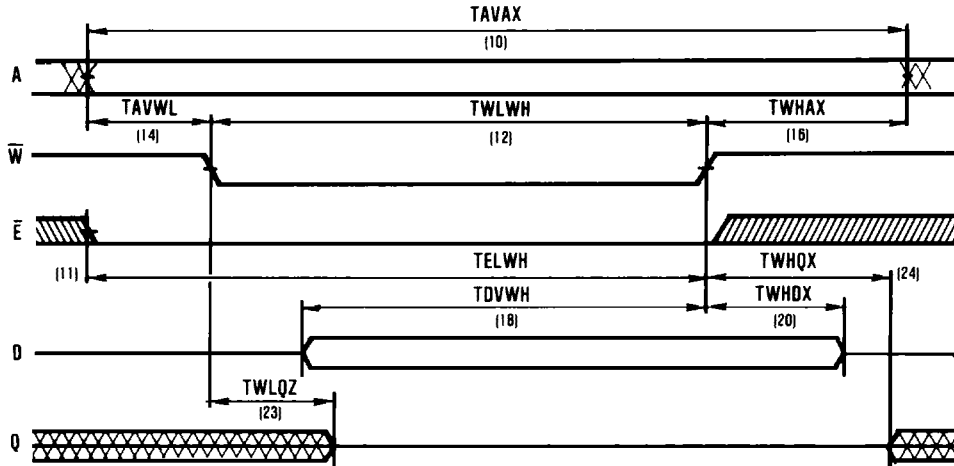 TAVAX
(10)
A
TAVWL TWLWH TWHAX
(14) (12) (16)
W̅
E̅
(11) TELWH TWHQX (24)
TDVWH TWHDX
(18) (20)
D
TWLQZ
(23)
Q